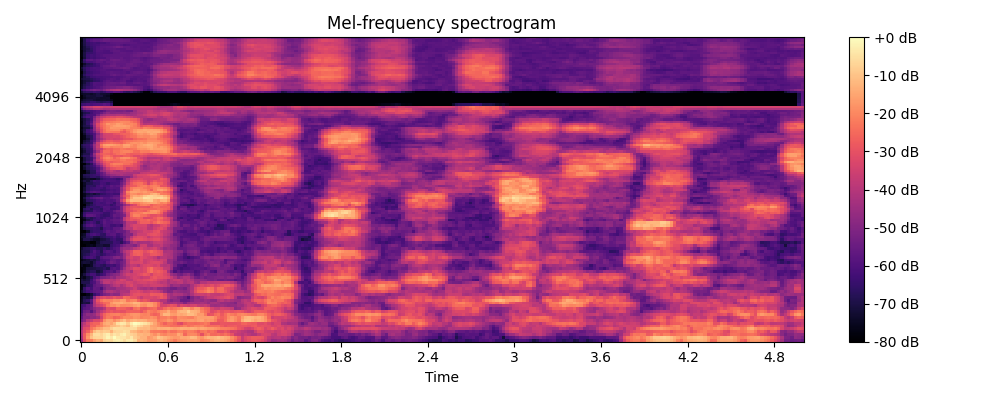 Mel-frequency spectrogram
+0 dB
-10 dB
-20 dB
-30 dB
-40 dB
-50 dB
-60 dB
-70 dB
-80 dB
Hz
4096
2048
1024
512
0
0 0.6 1.2 1.8 2.4 3 3.6 4.2 4.8
Time